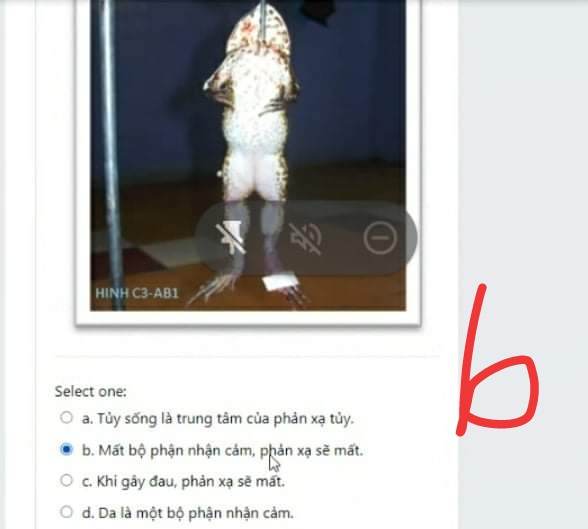 HÌNH C3-AB1
Select one:
a. Tủy sống là trung tâm của phản xạ tủy.
b. Mất bộ phận nhận cảm, phản xạ sẽ mất.
c. Khi gây đau, phản xạ sẽ mất.
d. Da là một bộ phận nhận cảm.
b